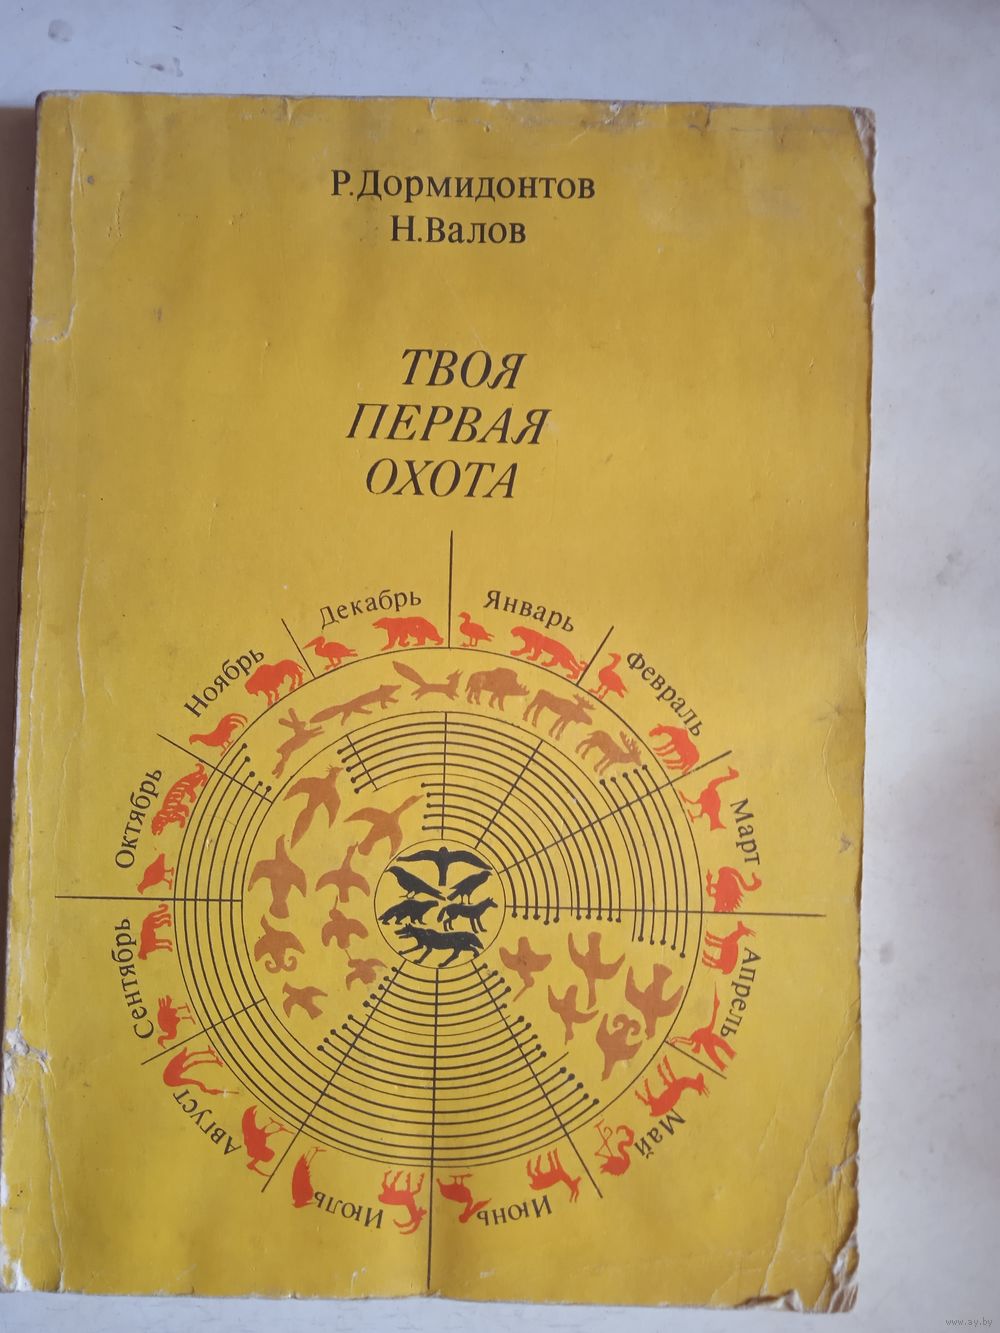 Р.Дормидонтов
Н.Валов
ТВОЯ
ПЕРВАЯ
ОХОТА
Январь
Февраль
Март
Апрель
Май
Июнь
Июль
Август
Сентябрь
Октябрь
Ноябрь
Декабрь
www.ay.by